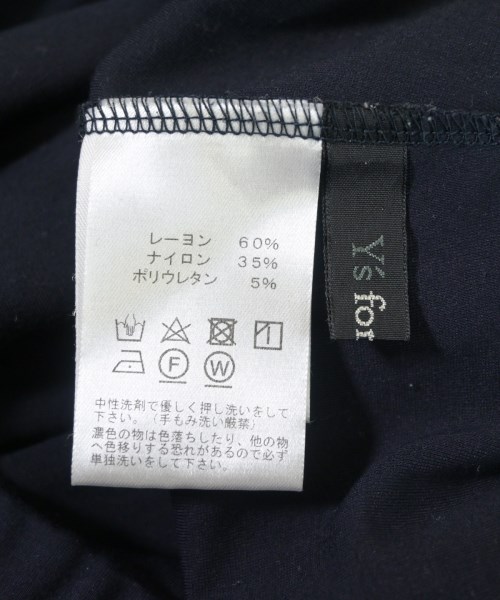 レーヨン 60%
ナイロン 35%
ポリウレタン 5%
F W
中性洗剤で優しく押し洗いをして
下さい。（手もみ洗い厳禁）
濃色の物は色落ちしたり、他の物
へ色移りする恐れがあるので必ず
単独洗いをして下さい。
Y's for